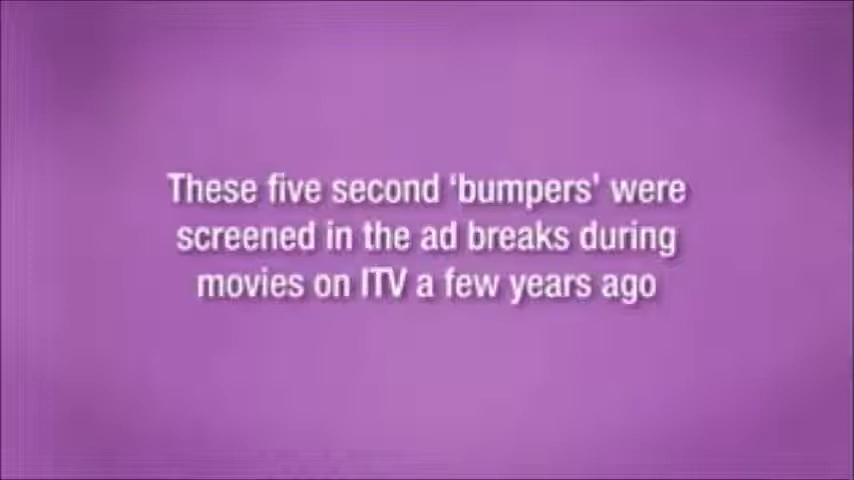 These five second ‘bumpers’ were
screened in the ad breaks during
movies on ITV a few years ago